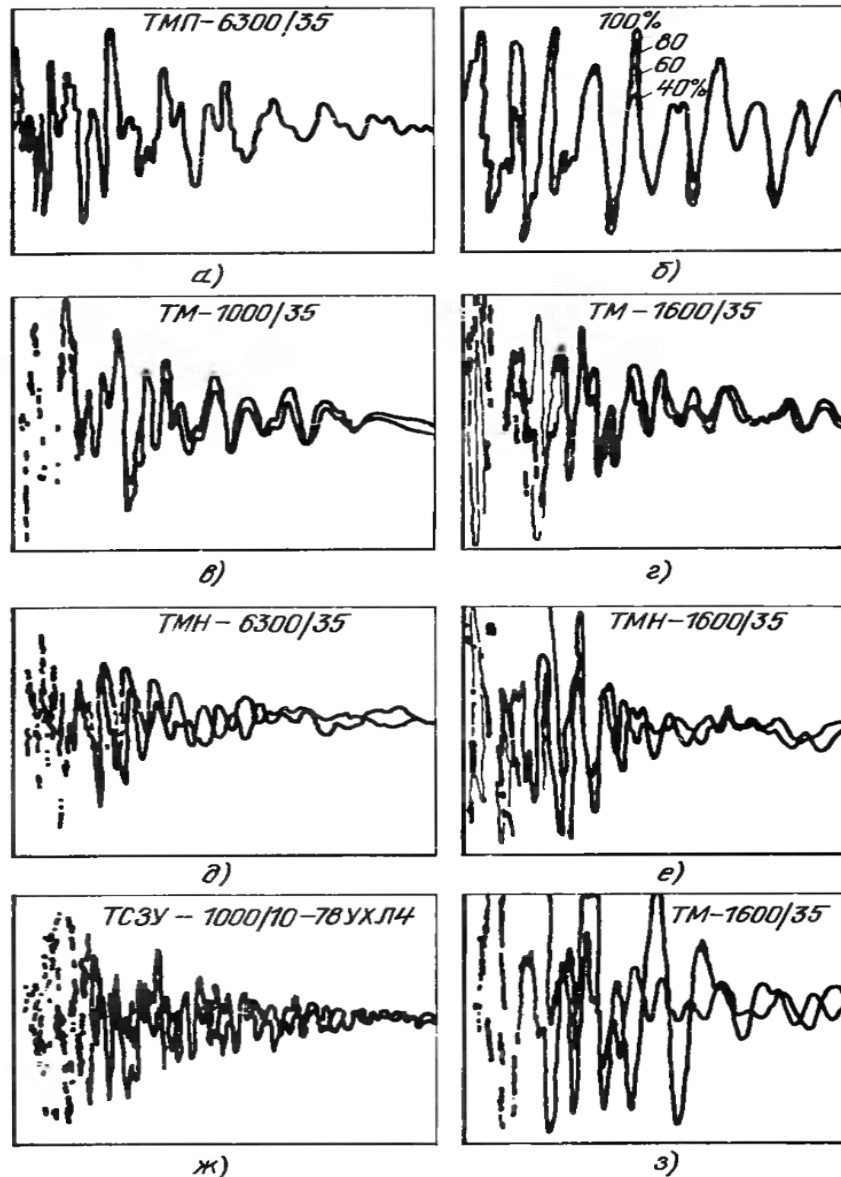 ТМП-6300/35
100%
80
60
40%
а)
б)
ТМ-1000/35
ТМ-1600/35
в)
г)
ТМН-6300/35
ТМН-1600/35
д)
е)
ТСЗУ-1000/10-78УХЛ4
ТМ-1600/35
ж)
з)